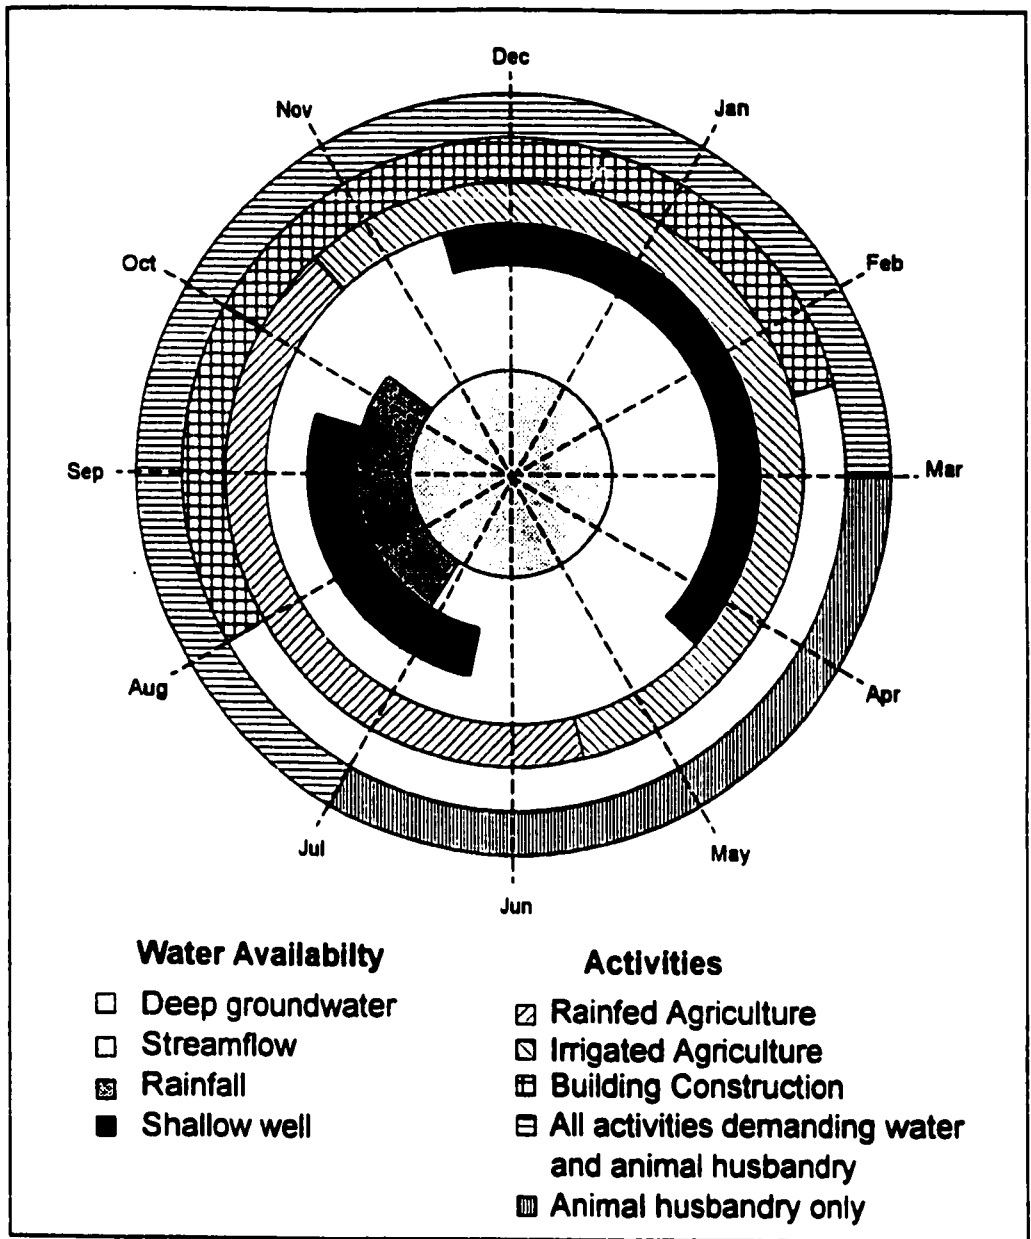 Dec
Nov
Jan
Oct
Feb
Sep
Mar
Aug
Apr
Jul
May
Jun
Water Availabilty
Deep groundwater
Streamflow
Rainfall
Shallow well
Activities
Rainfed Agriculture
Irrigated Agriculture
Building Construction
All activities demanding water
and animal husbandry
Animal husbandry only